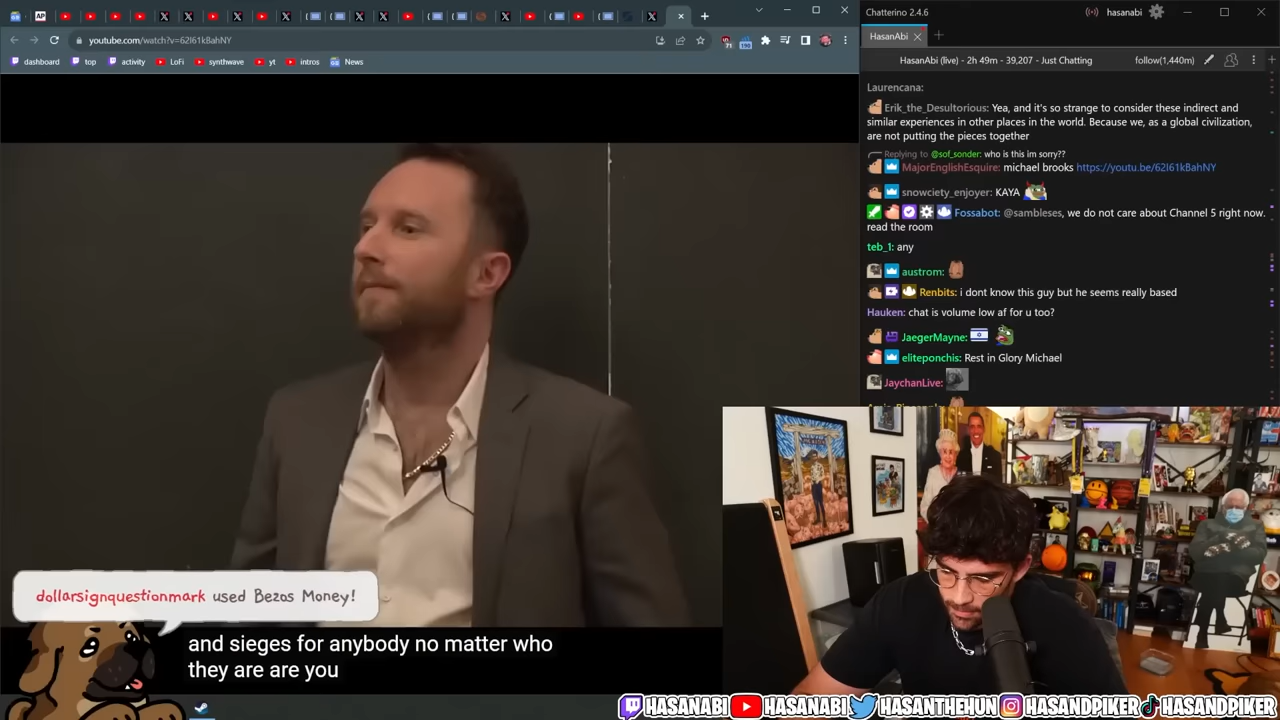 AP
youtube.com/watch?v=62I61kBahNY
71
190
dashboard
top
activity
LoFi
synthwave
yt
intros
News
Chatterino 2.4.6
hasanabi
HasanAbi
HasanAbi (live) - 2h 49m - 39,207 - Just Chatting
follow(1,440m)
Laurencana:
Erik_the_Desultorious: Yea, and it's so strange to consider these indirect and
similar experiences in other places in the world. Because we, as a global civilization,
are not putting the pieces together
Replying to @sof_sonder: who is this im sorry??
MajorEnglishEsquire: michael brooks https://youtu.be/62I61kBahNY
snowciety_enjoyer: KAYA
Fossabot: @sambleses, we do not care about Channel 5 right now.
read the room
teb_1: any
austrom:
Renbits: i dont know this guy but he seems really based
Hauken: chat is volume low af for u too?
JaegerMayne:
eliteponchis: Rest in Glory Michael
JaychanLive:
dollarsignquestionmark used Bezos Money!
and sieges for anybody no matter who
they are are you
HASANABI HASANABI HASANTHEHUN HASANDPIKER HASANDPIKER